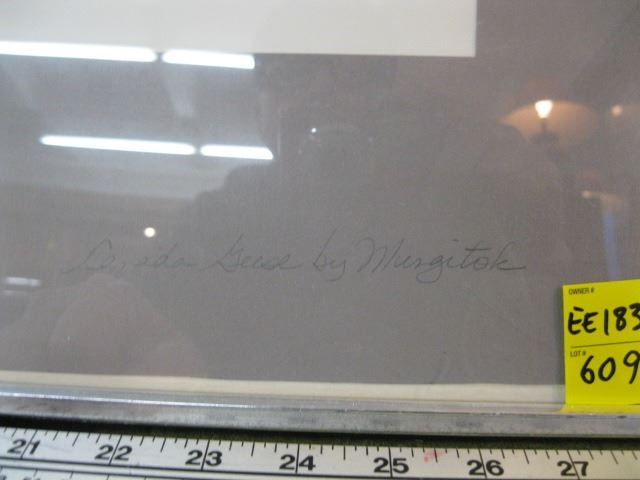 Canada Geese by Mungitok
OWNER #
EE183
LOT #
609
21 22 23 24 25 26 27